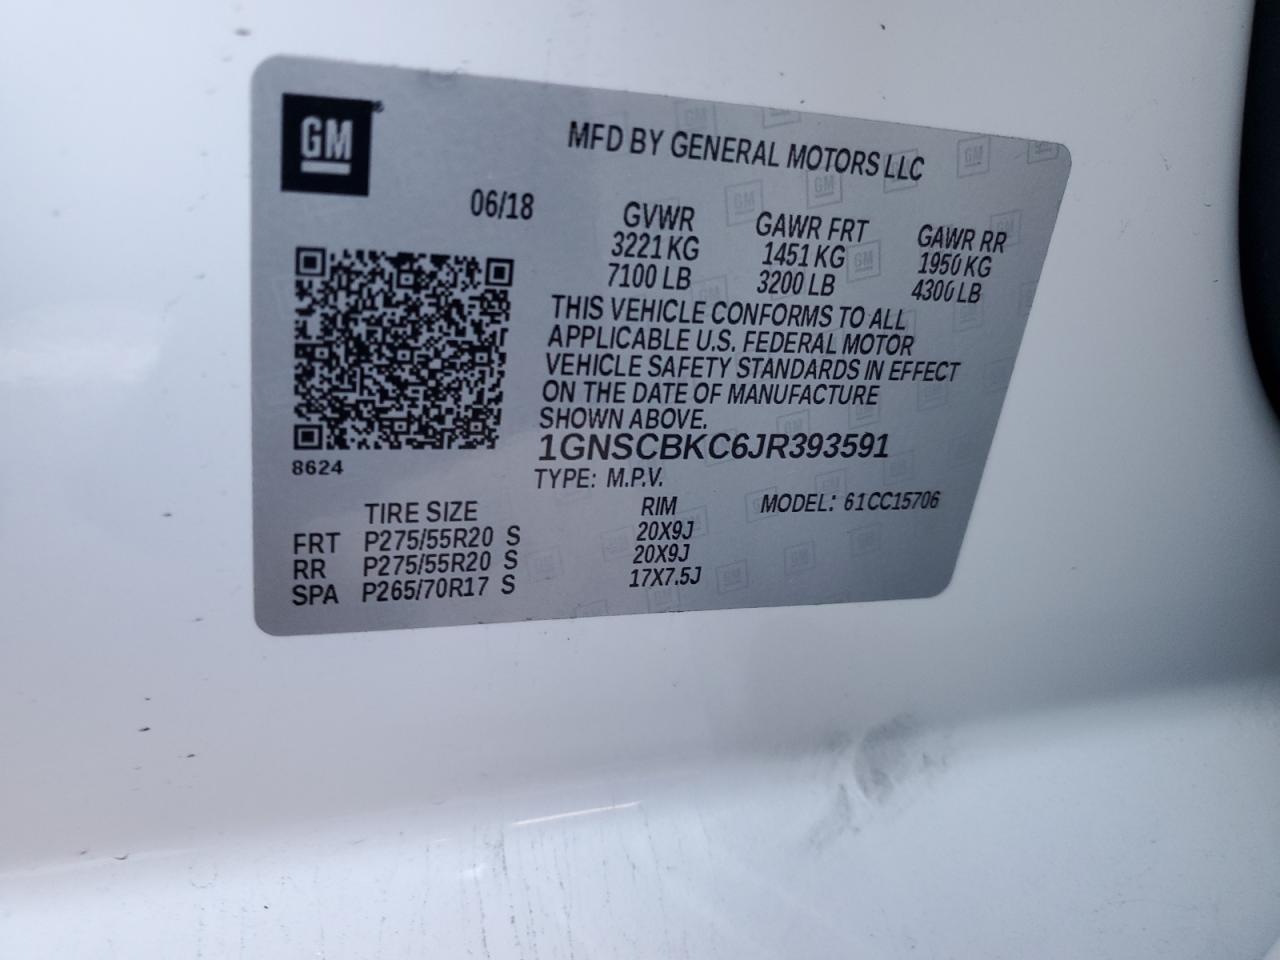 GM
MFD BY GENERAL MOTORS LLC
06/18
GVWR GAWR FRT GAWR RR
3221 KG 1451 KG 1950 KG
7100 LB 3200 LB 4300 LB
THIS VEHICLE CONFORMS TO ALL
APPLICABLE U.S. FEDERAL MOTOR
VEHICLE SAFETY STANDARDS IN EFFECT
ON THE DATE OF MANUFACTURE
SHOWN ABOVE.
1GNSCBKC6JR393591
8624
TYPE: M.P.V.
MODEL: 61CC15706
TIRE SIZE RIM
FRT P275/55R20 S 20X9J
RR P275/55R20 S 20X9J
SPA P265/70R17 S 17X7.5J